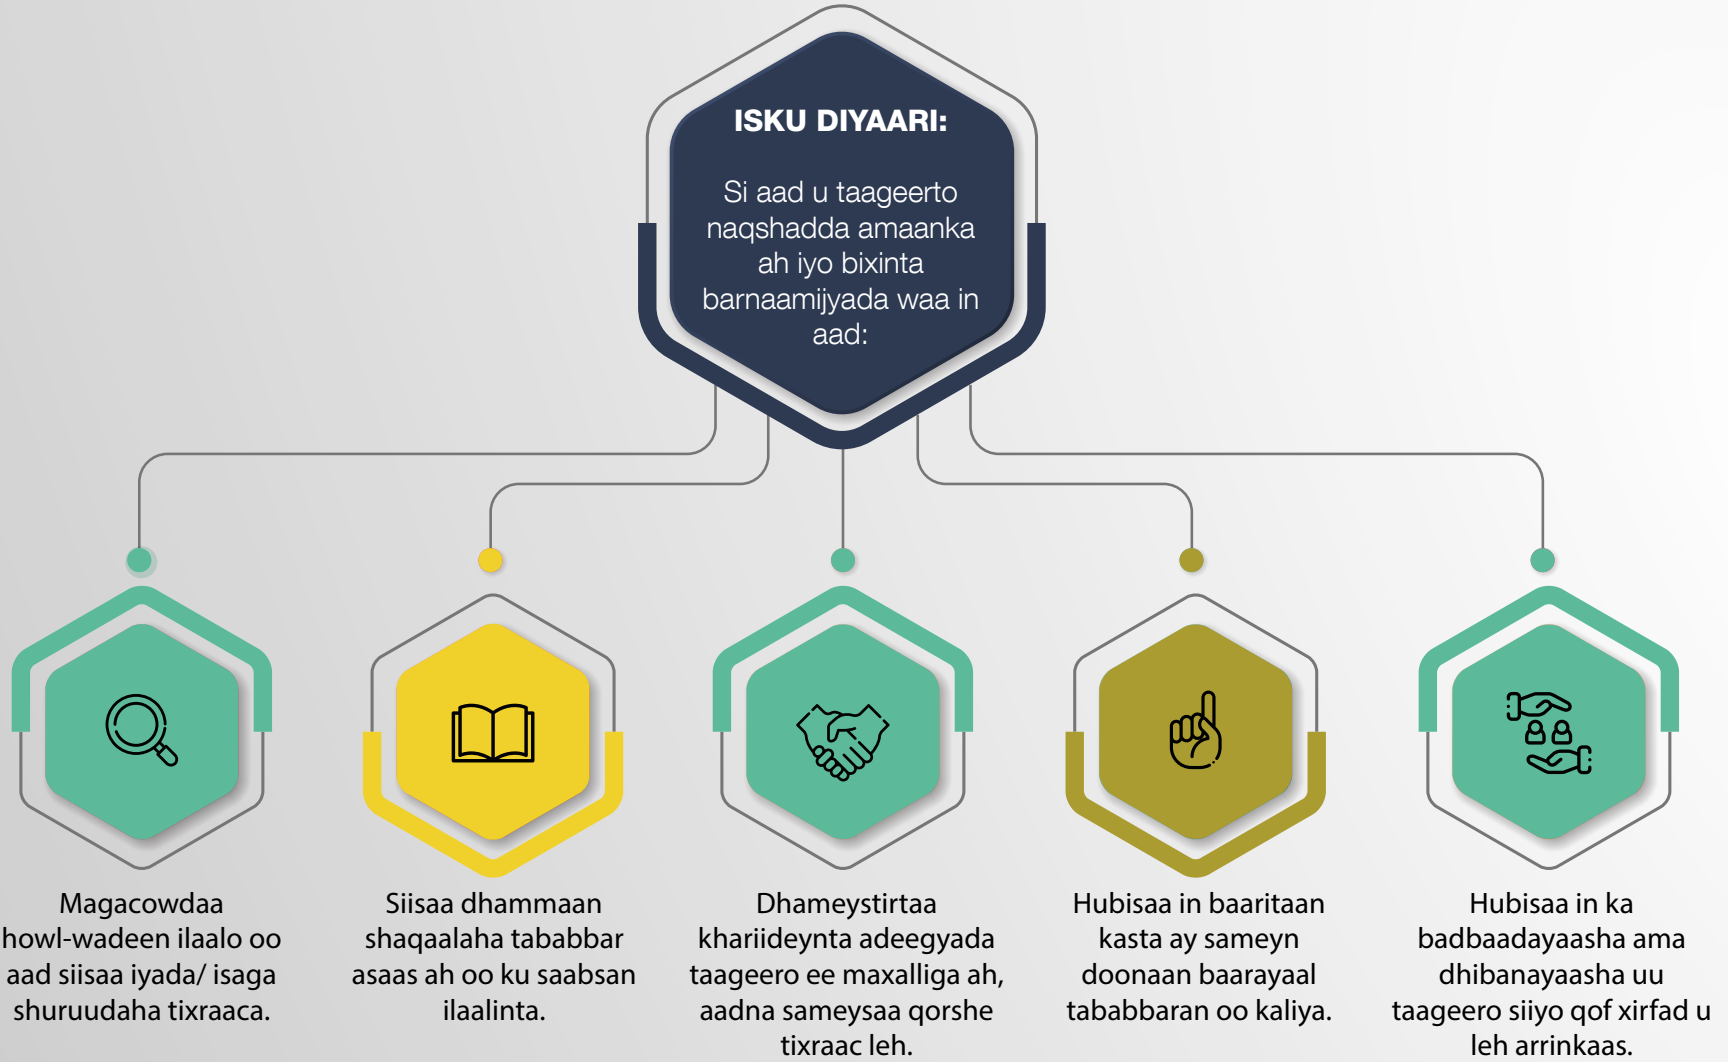 ISKU DIYAARI:
Si aad u taageerto
naqshadda amaanka
ah iyo bixinta
barnaamijyada waa in
aad:
Magacowdaa
howl-wadeen ilaalo oo
aad siisaa iyada/ isaga
shuruudaha tixraaca.
Siisaa dhammaan
shaqaalaha tababbar
asaas ah oo ku saabsan
ilaalinta.
Dhameystirtaa
khariideynta adeegyada
taageero ee maxalliga ah,
aadna sameysaa qorshe
tixraac leh.
Hubisaa in baaritaan
kasta ay sameyn
doonaan baarayaal
tababbaran oo kaliya.
Hubisaa in ka
badbaadayaasha ama
dhibanayaasha uu
taageero siiyo qof xirfad u
leh arrinkaas.